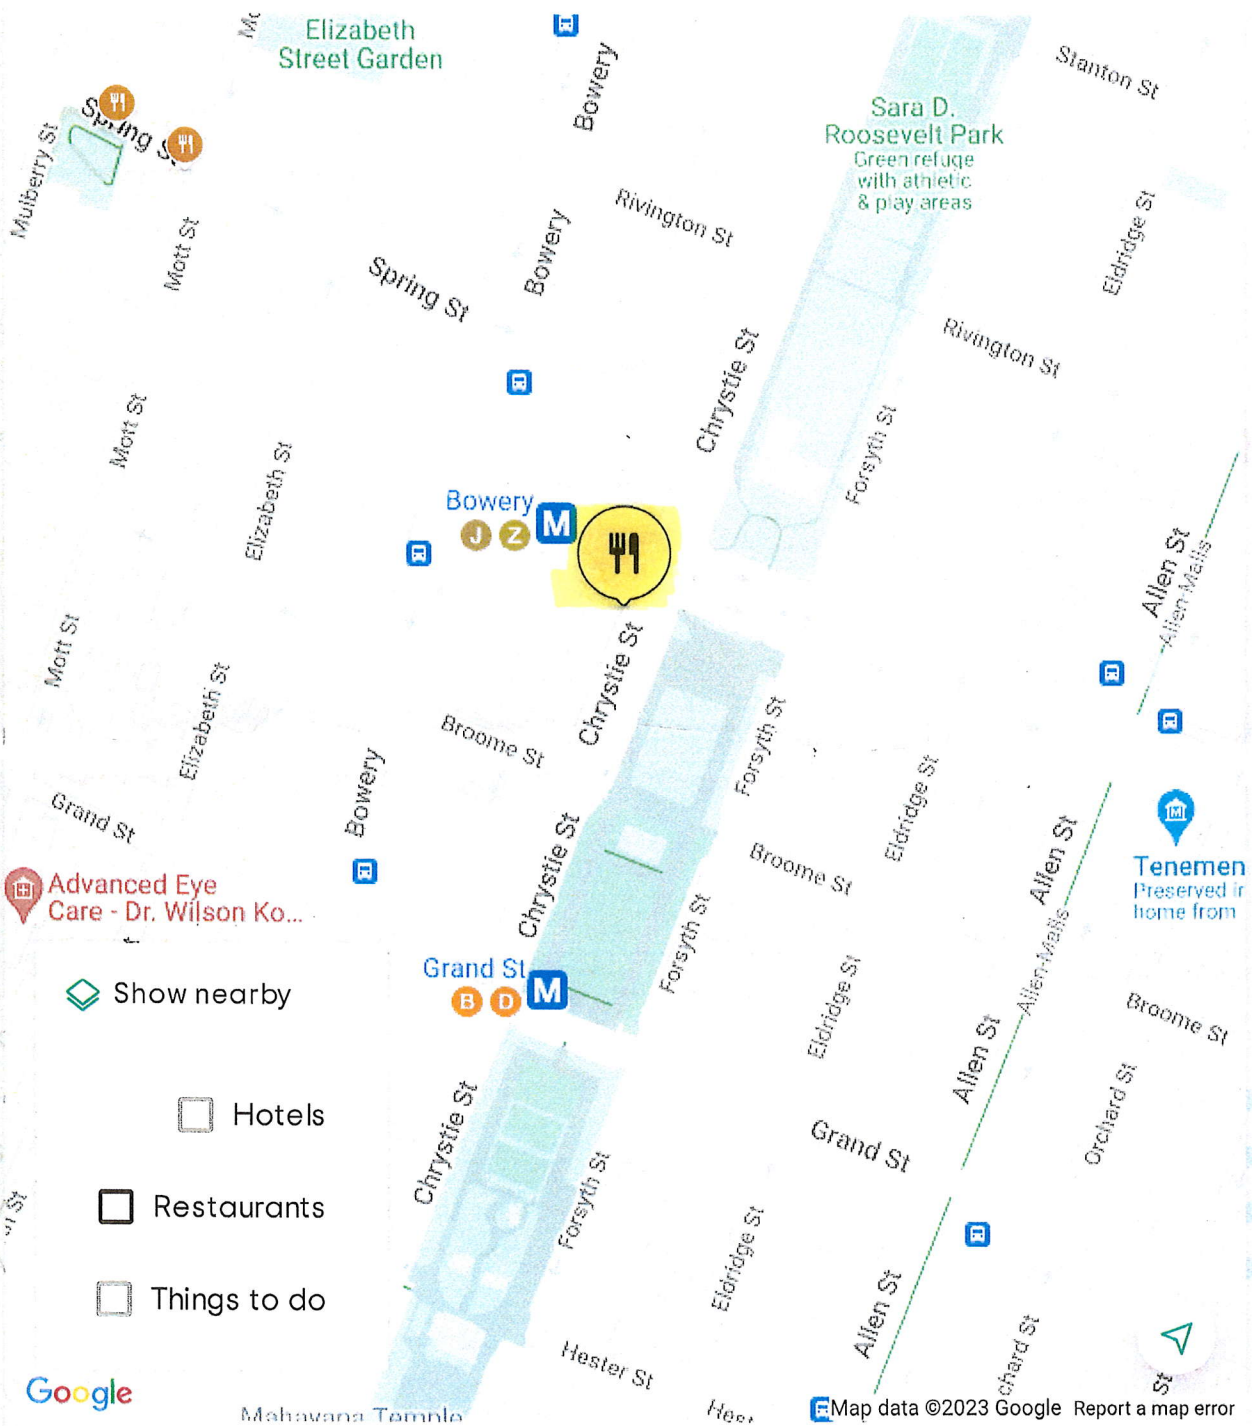 Elizabeth
Street Garden
Bowery
Stanton St
Sara D.
Roosevelt Park
Green refuge
with athletic
& play areas
Spring St
Mulberry St
Mott St
Rivington St
Bowery
Eldridge St
Spring St
Chrystie St
Rivington St
Mott St
Elizabeth St
Forsyth St
Bowery
M
J Z
Allen St
Allen-Malls
Mott St
Elizabeth St
Chrystie St
Broome St
Forsyth St
Grand St
Bowery
Eldridge St
Chrystie St
Broome St
Allen St
Tenemen
Preserved ir
home from
Advanced Eye
Care - Dr. Wilson Ko...
Forsyth St
Allen-Malls
Grand St
M
B D
Eldridge St
Broome St
Show nearby
Allen St
Orchard St
Hotels
Chrystie St
Grand St
Restaurants
Forsyth St
Eldridge St
Things to do
Allen St
chard St
Hester St
St
Google
Mahayana Temple
Hest
Map data ©2023 Google Report a map error